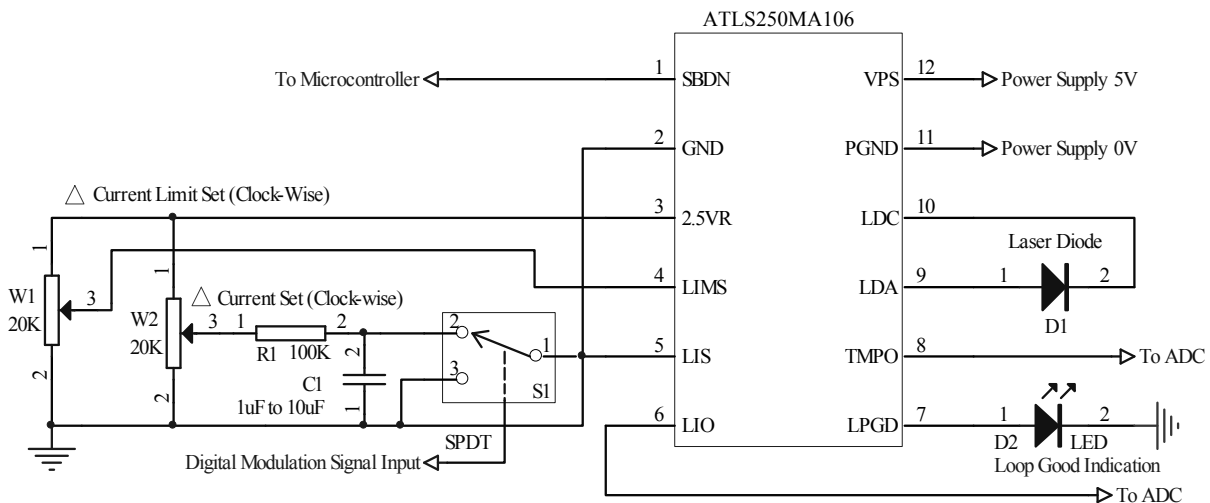 ATLS250MA106
To Microcontroller
1
SBDN
VPS
12
Power Supply 5V
2
GND
PGND
11
Power Supply 0V
△ Current Limit Set (Clock-Wise)
3
2.5VR
LDC
10
1
1
Laser Diode
W1
20K
3
4
LIMS
LDA
9
1
2
D1
△ Current Set (Clock-wise)
W2
20K
3
1
R1
100K
2
2
1
3
S1
5
LIS
TMPO
8
To ADC
2
2
2
C1
1uF to 10uF
1
SPDT
6
LIO
LPGD
7
1
2
D2
LED
Digital Modulation Signal Input
Loop Good Indication
To ADC